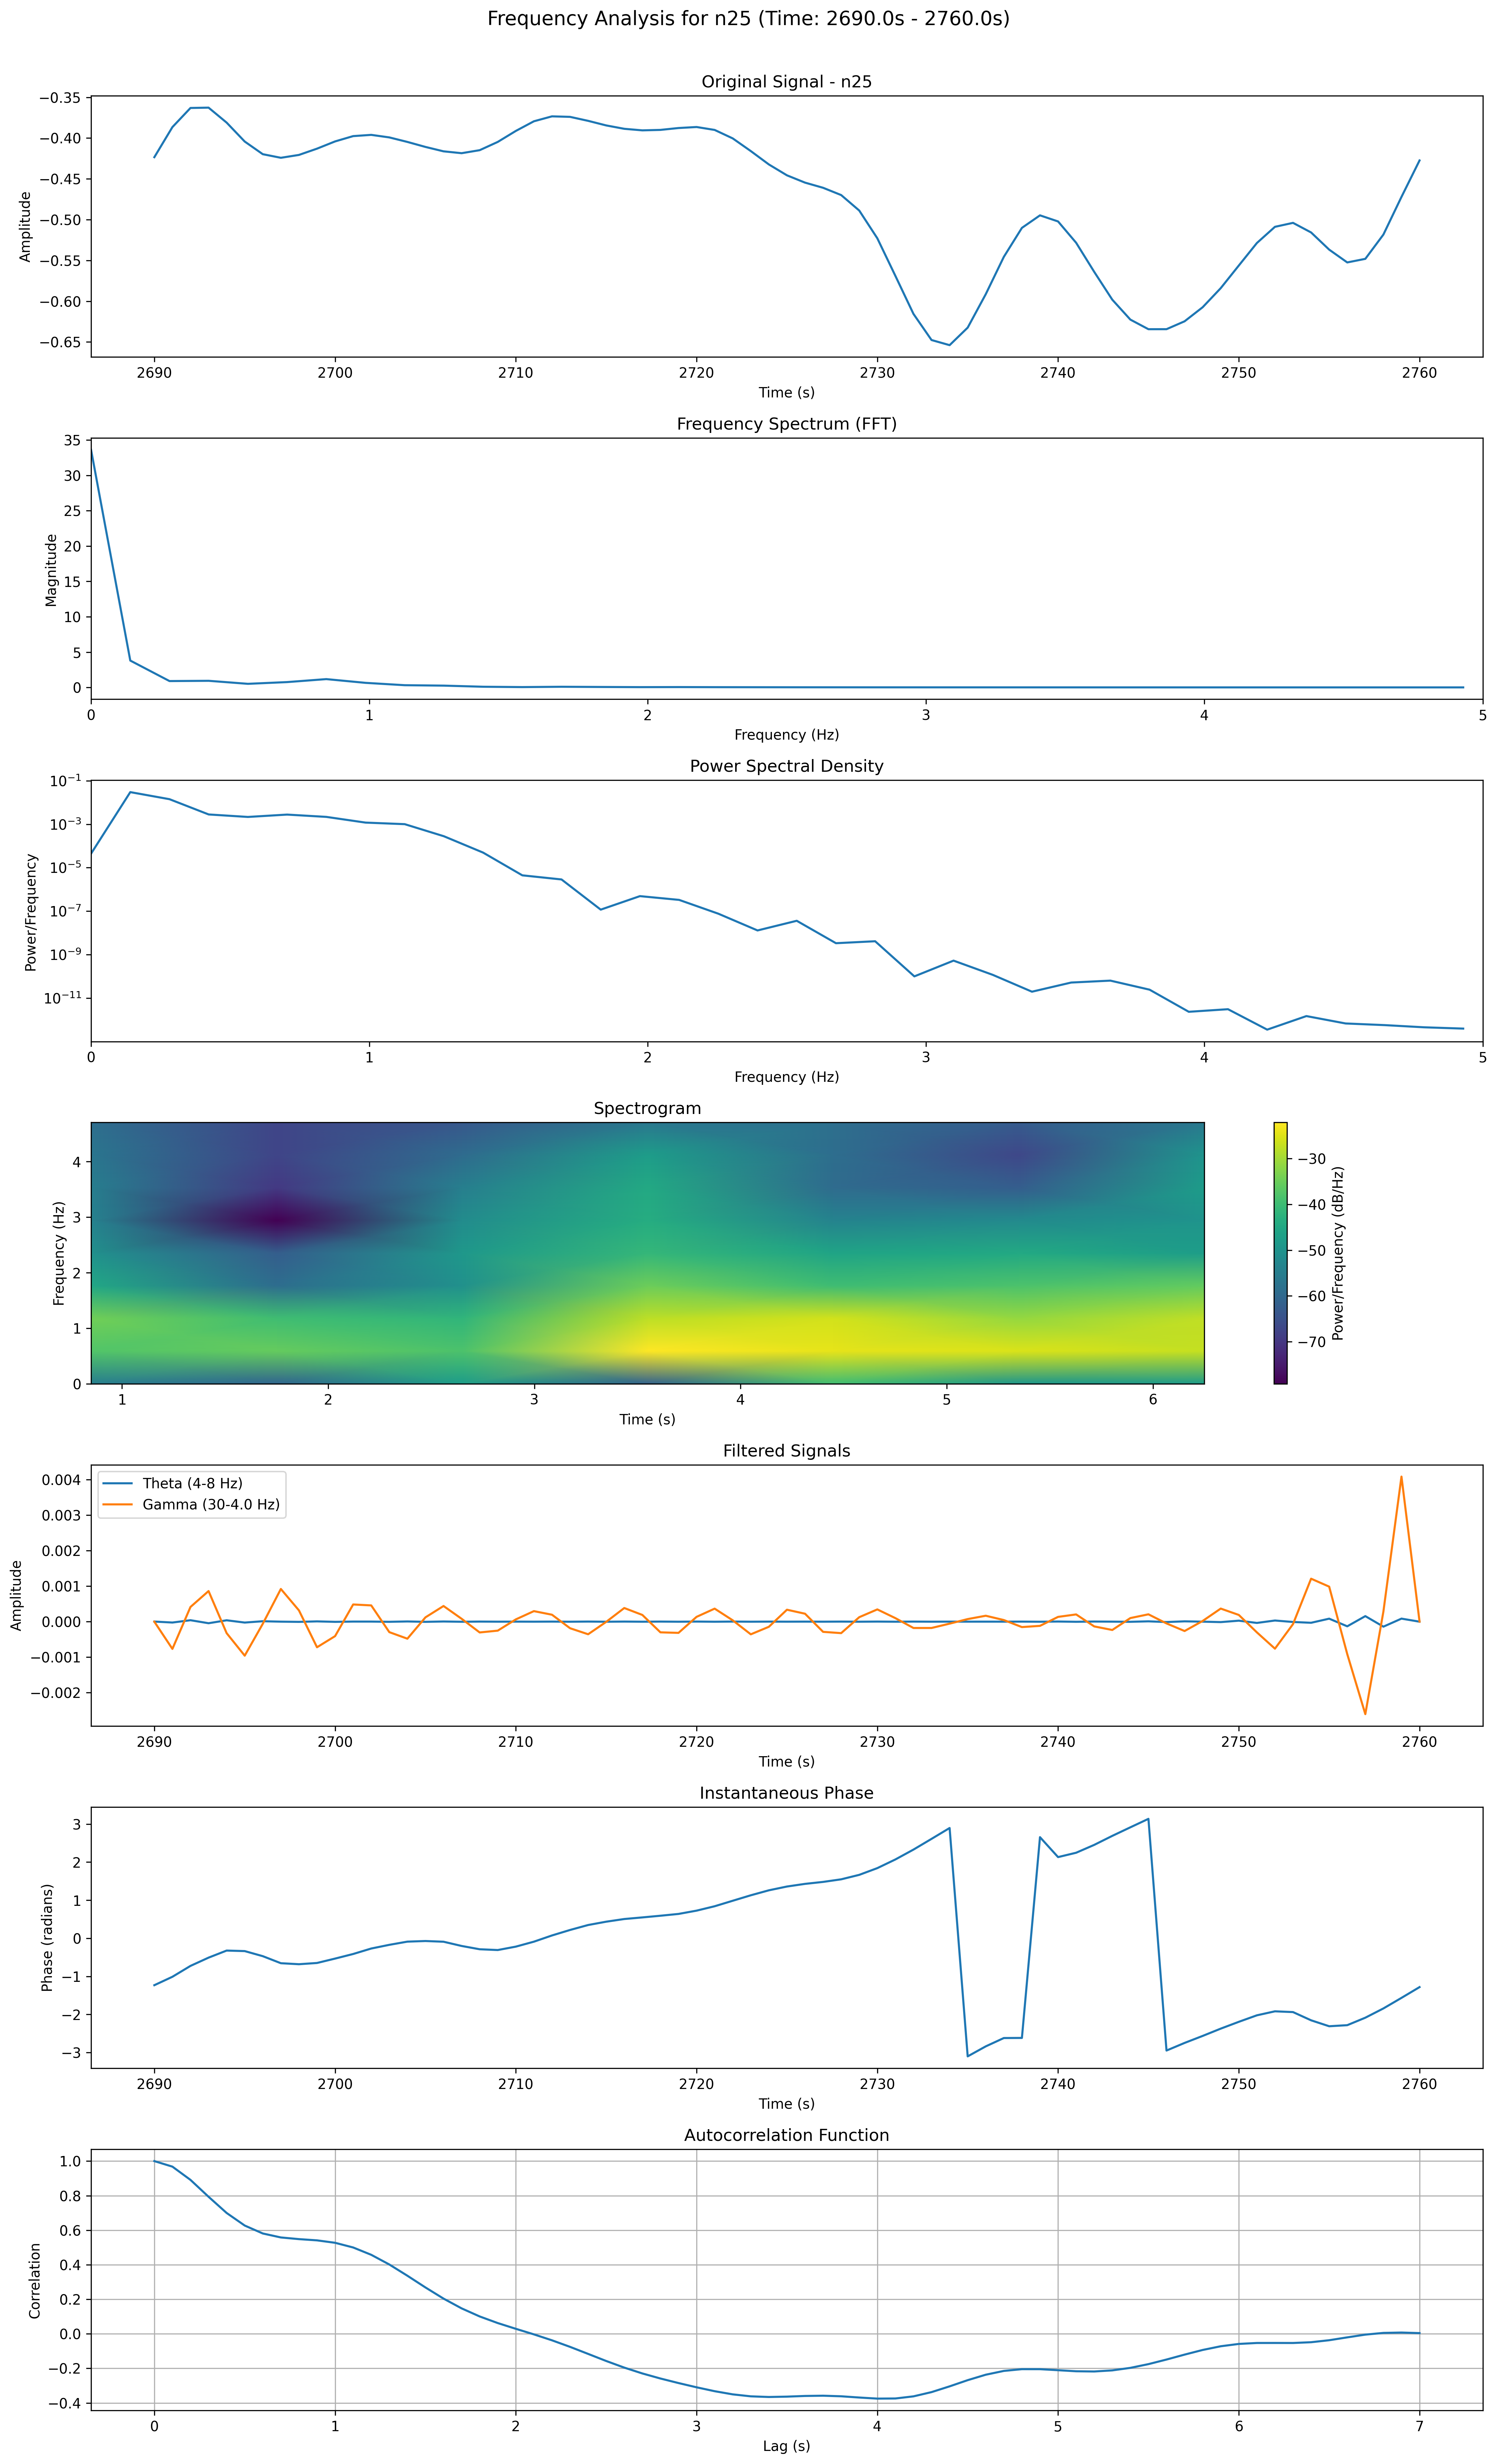 Frequency Analysis for n25 (Time: 2690.0s - 2760.0s)
Original Signal - n25
−0.35
−0.40
−0.45
−0.50
−0.55
−0.60
−0.65
Amplitude
2690 2700 2710 2720 2730 2740 2750 2760
Time (s)
Frequency Spectrum (FFT)
35
30
25
20
15
10
5
0
Magnitude
0 1 2 3 4 5
Frequency (Hz)
Power Spectral Density
10⁻¹
10⁻³
10⁻⁵
10⁻⁷
10⁻⁹
10⁻¹¹
Power/Frequency
0 1 2 3 4 5
Frequency (Hz)
Spectrogram
4
3
2
1
0
Frequency (Hz)
1 2 3 4 5 6
Time (s)
−30
−40
−50
−60
−70
Power/Frequency (dB/Hz)
Filtered Signals
Theta (4-8 Hz)
Gamma (30-4.0 Hz)
0.004
0.003
0.002
0.001
0.000
−0.001
−0.002
Amplitude
2690 2700 2710 2720 2730 2740 2750 2760
Time (s)
Instantaneous Phase
3
2
1
0
−1
−2
−3
Phase (radians)
2690 2700 2710 2720 2730 2740 2750 2760
Time (s)
Autocorrelation Function
1.0
0.8
0.6
0.4
0.2
0.0
−0.2
−0.4
Correlation
0 1 2 3 4 5 6 7
Lag (s)